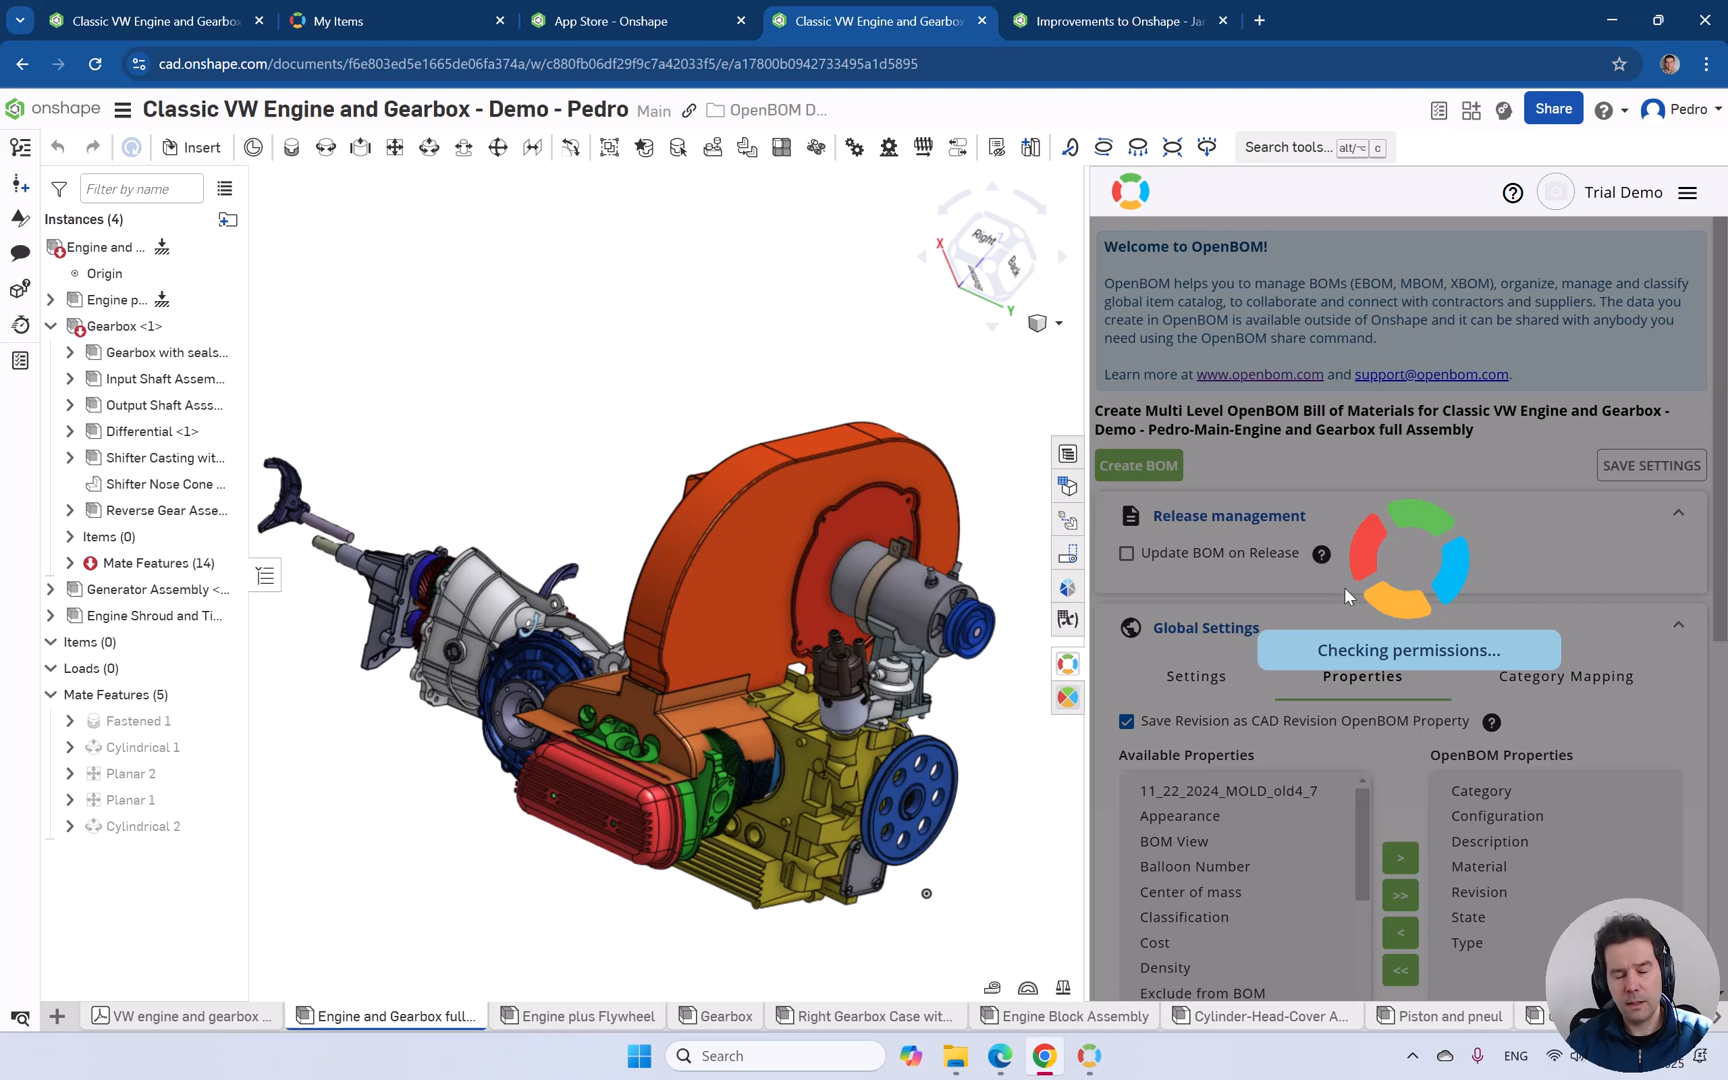 Classic VW Engine and Gearbox
My Items
App Store - Onshape
Classic VW Engine and Gearbox
Improvements to Onshape - Jan
cad.onshape.com/documents/f6e803ed5e1665de06fa374a/w/c880fb06df29f9c7a42033f5/e/a17800b0942733495a1d5895
onshape
Classic VW Engine and Gearbox - Demo - Pedro
Main
OpenBOM D...
Share
Pedro
Insert
Search tools...
alt/⌥
c
Filter by name
Instances (4)
Engine and ...
Origin
Engine p...
Gearbox <1>
Gearbox with seals...
Input Shaft Assem...
Output Shaft Asss...
Differential <1>
Shifter Casting wit...
Shifter Nose Cone ...
Reverse Gear Asse...
Items (0)
Mate Features (14)
Generator Assembly <...
Engine Shroud and Ti...
Items (0)
Loads (0)
Mate Features (5)
Fastened 1
Cylindrical 1
Planar 2
Planar 1
Cylindrical 2
Z
Right
Back
X
Y
Trial Demo
Welcome to OpenBOM!
OpenBOM helps you to manage BOMs (EBOM, MBOM, XBOM), organize, manage and classify
global item catalog, to collaborate and connect with contractors and suppliers. The data you
create in OpenBOM is available outside of Onshape and it can be shared with anybody you
need using the OpenBOM share command.
Learn more at www.openbom.com and support@openbom.com.
Create Multi Level OpenBOM Bill of Materials for Classic VW Engine and Gearbox -
Demo - Pedro-Main-Engine and Gearbox full Assembly
Create BOM
SAVE SETTINGS
Release management
Update BOM on Release
Global Settings
Checking permissions...
Settings
Properties
Category Mapping
Save Revision as CAD Revision OpenBOM Property
Available Properties
OpenBOM Properties
11_22_2024_MOLD_old4_7
Appearance
BOM View
Balloon Number
Center of mass
Classification
Cost
Density
Exclude from BOM
>
>>
<
<<
Category
Configuration
Description
Material
Revision
State
Type
VW engine and gearbox ...
Engine and Gearbox full...
Engine plus Flywheel
Gearbox
Right Gearbox Case wit...
Engine Block Assembly
Cylinder-Head-Cover A...
Piston and pneul
Search
ENG